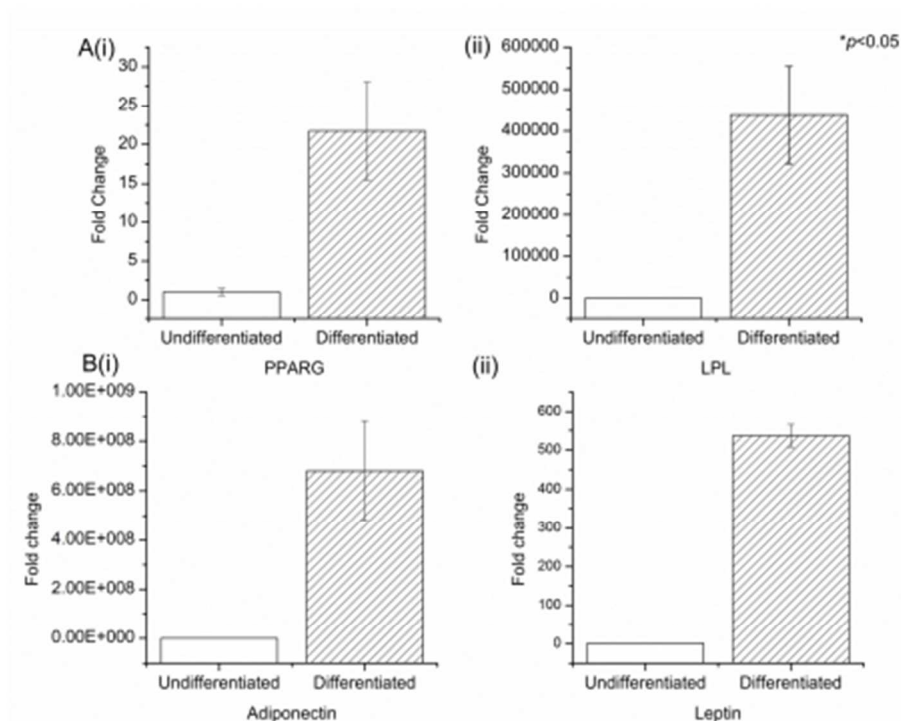 A(i)
30
25
20
15
10
5
0
Fold Change
Undifferentiated Differentiated
PPARG
(ii)
*p<0.05
600000
500000
400000
300000
200000
100000
0
Fold Change
Undifferentiated Differentiated
LPL
B(i)
1.00E+009
8.00E+008
6.00E+008
4.00E+008
2.00E+008
0.00E+000
Fold change
Undifferentiated Differentiated
Adiponectin
(ii)
600
500
400
300
200
100
0
Fold change
Undifferentiated Differentiated
Leptin